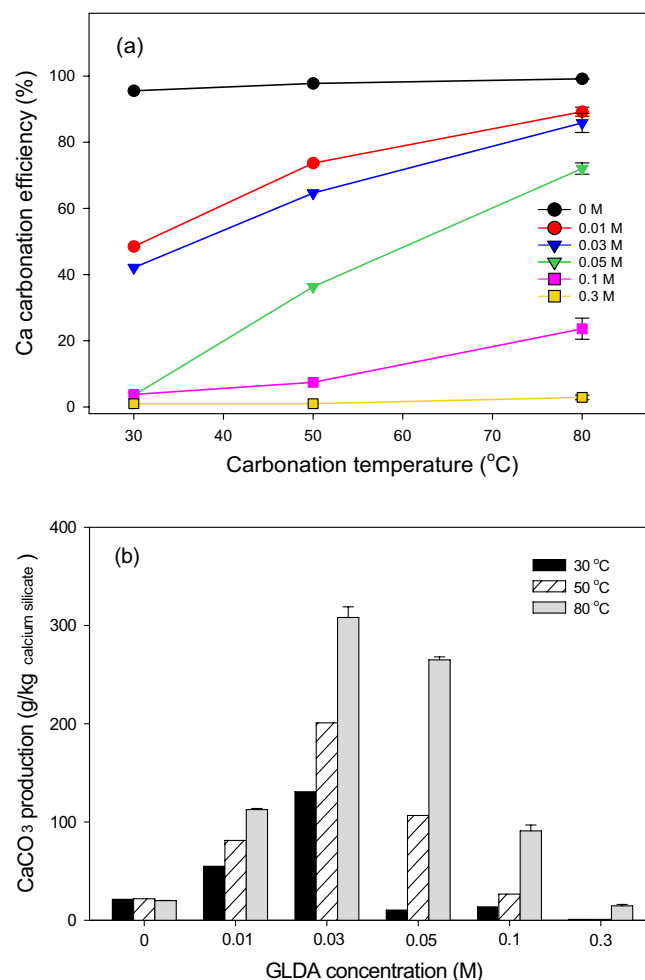 (a)
Ca carbonation efficiency (%)
100
80
60
40
20
0
0 M
0.01 M
0.03 M
0.05 M
0.1 M
0.3 M
30
40
50
60
70
80
Carbonation temperature (°C)
(b)
CaCO3 production (g/kg calcium silicate)
400
300
200
100
0
30 °C
50 °C
80 °C
0
0.01
0.03
0.05
0.1
0.3
GLDA concentration (M)